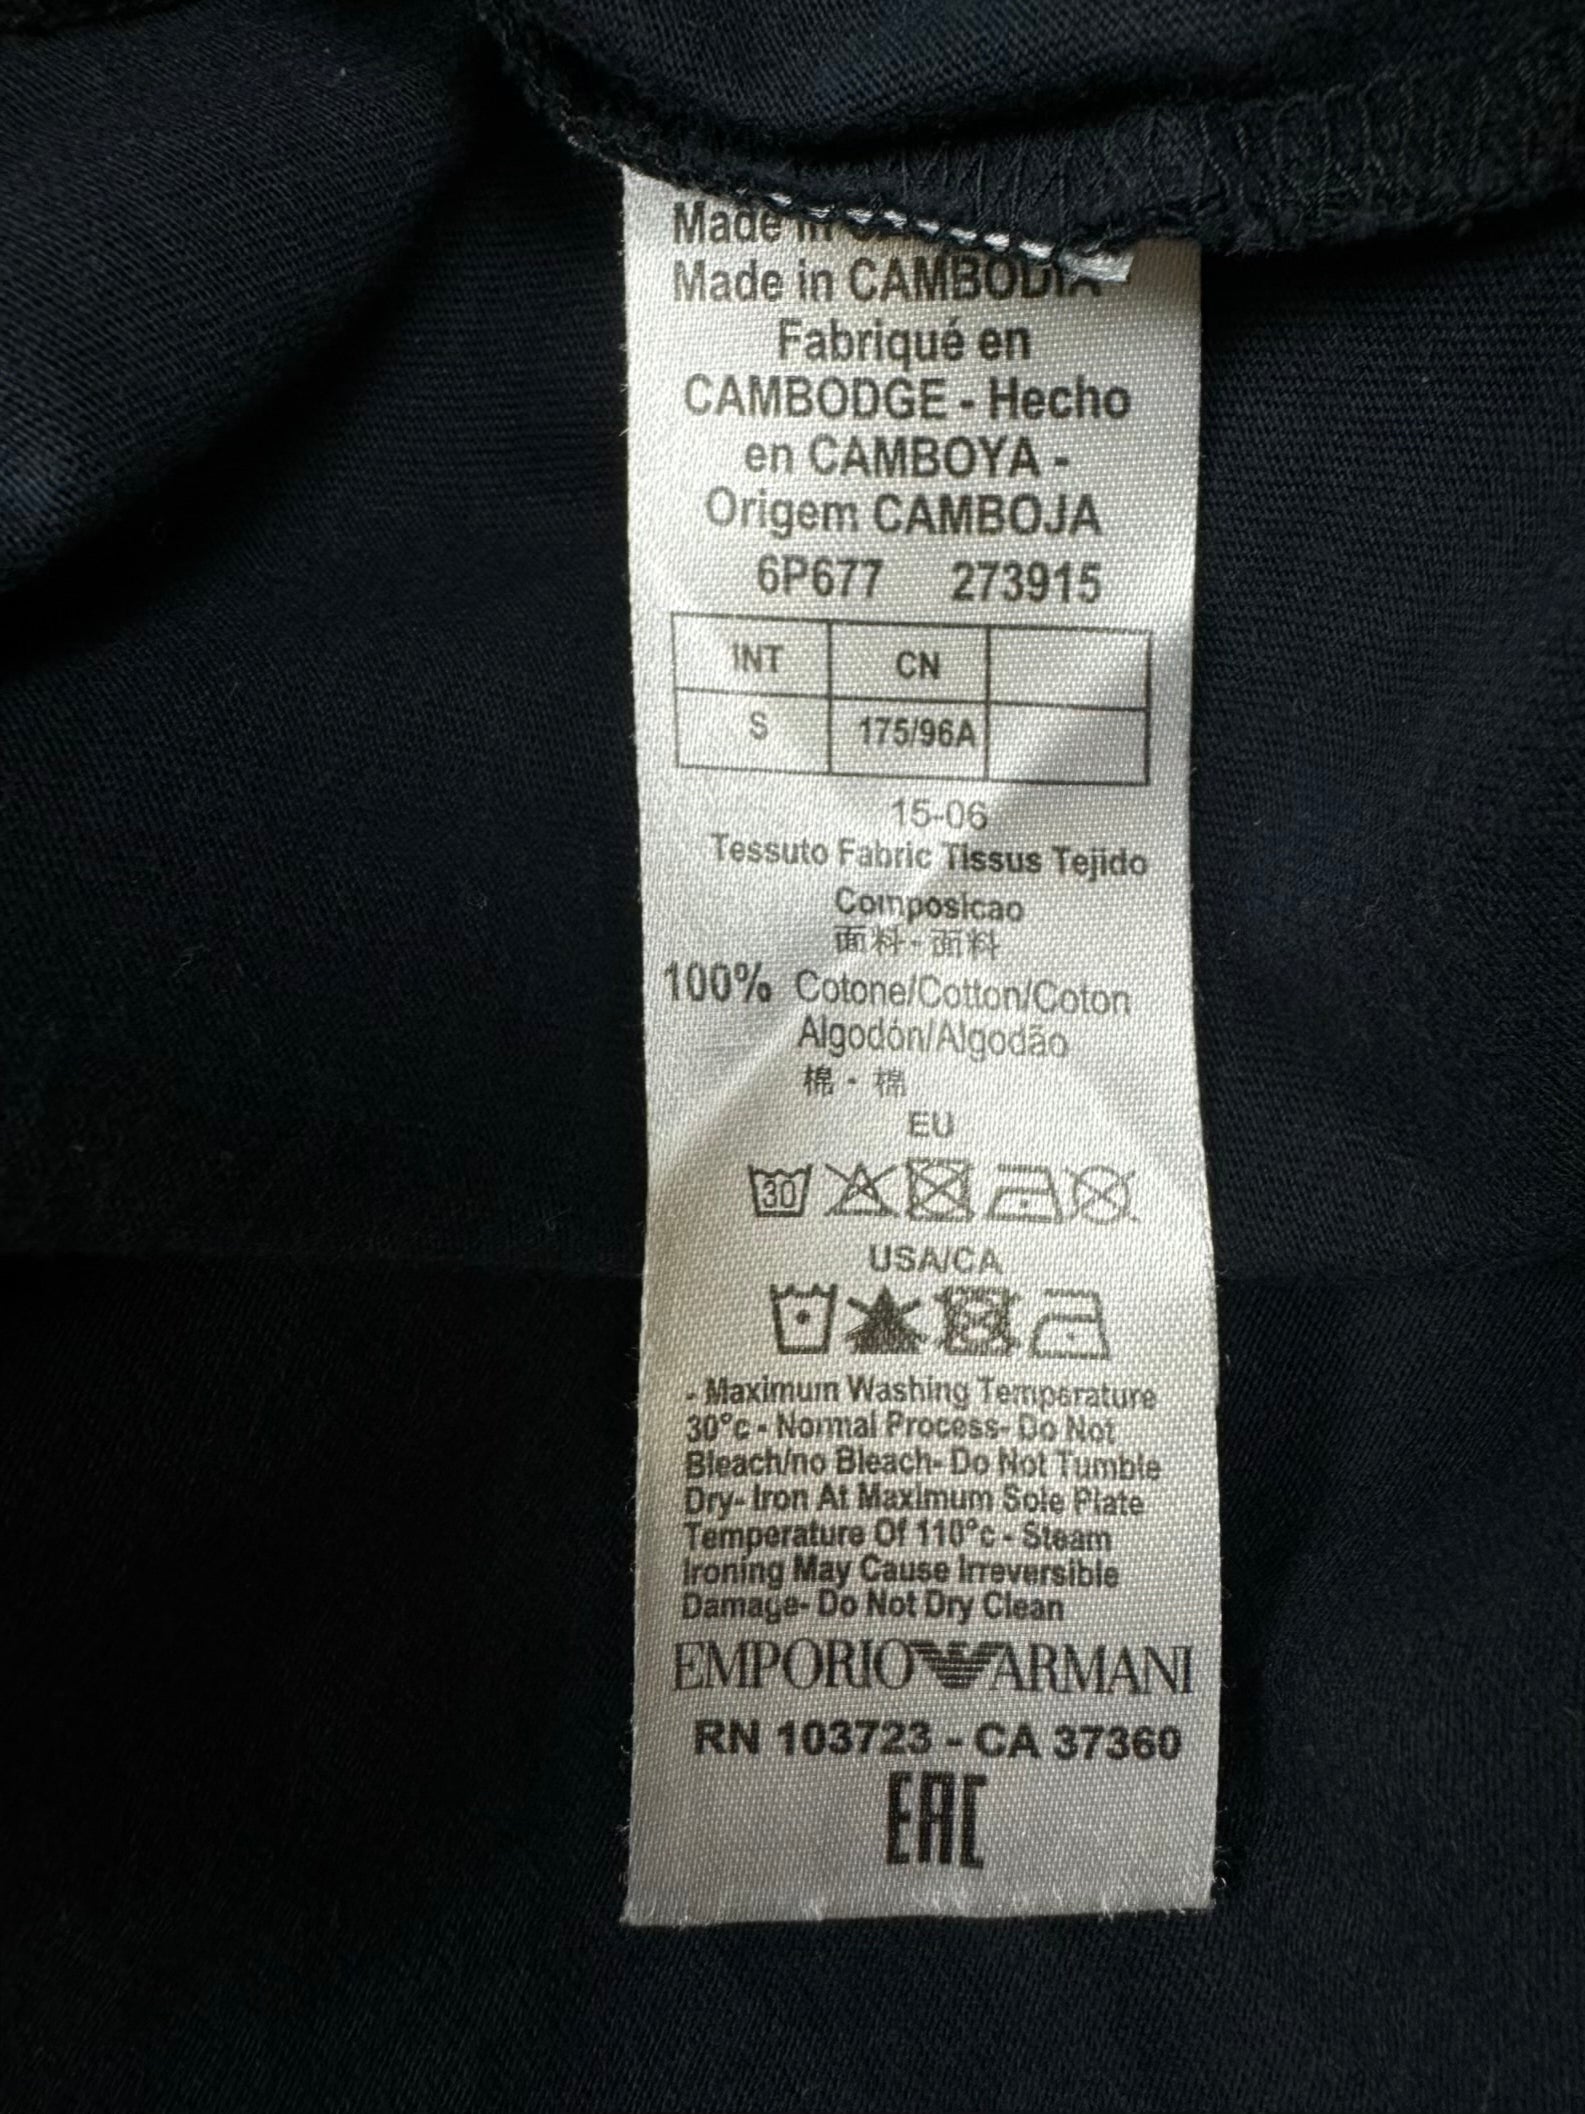 Made in
Made in CAMBODIA
Fabriqué en
CAMBODGE - Hecho
en CAMBOYA -
Origem CAMBOJA
6P677 273915
INT CN
S 175/96A
15-06
Tessuto Fabric Tissus Tejido
Composicao
面料-面料
100% Cotone/Cotton/Coton
Algodón/Algodão
棉 - 棉
EU
30
USA/CA
- Maximum Washing Temperature
30°c - Normal Process- Do Not
Bleach/no Bleach- Do Not Tumble
Dry- Iron At Maximum Sole Plate
Temperature Of 110°c - Steam
Ironing May Cause Irreversible
Damage- Do Not Dry Clean
EMPORIO ARMANI
RN 103723 - CA 37360
EAC